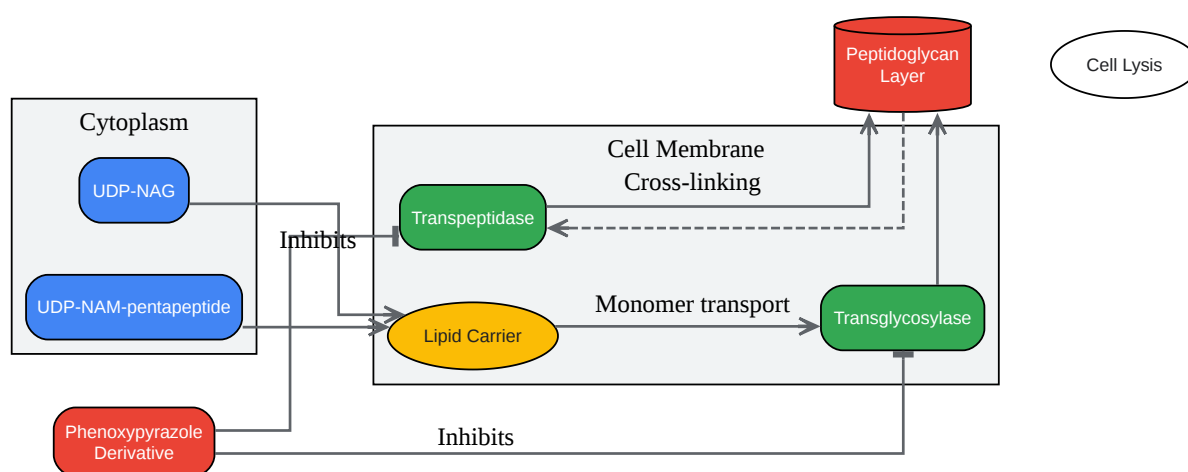 Peptidoglycan
Layer
Cell Lysis
Cytoplasm
Cell Membrane
Cross-linking
UDP-NAG
Transpeptidase
Inhibits
UDP-NAM-pentapeptide
Monomer transport
Transglycosylase
Lipid Carrier
Phenoxypyrazole
Derivative
Inhibits